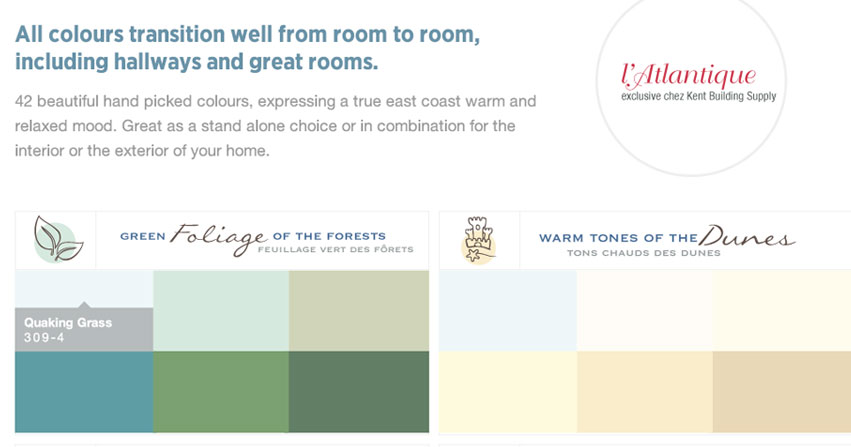 All colours transition well from room to room,
including hallways and great rooms.
42 beautiful hand picked colours, expressing a true east coast warm and
relaxed mood. Great as a stand alone choice or in combination for the
interior or the exterior of your home.
l'Atlantique
exclusive chez Kent Building Supply
GREEN Foliage OF THE FORESTS
FEUILLAGE VERT DES FÔRETS
WARM TONES OF THE Dunes
TONS CHAUDS DES DUNES
Quaking Grass
309-4